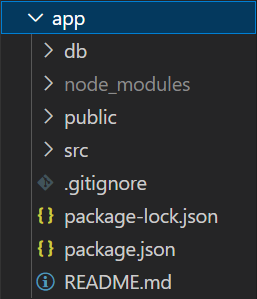 app
db
node_modules
public
src
.gitignore
package-lock.json
package.json
README.md